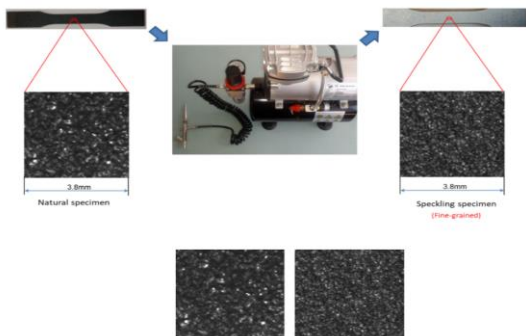 3.8mm
Natural specimen
3.8mm
Speckling specimen
(Fine-grained)